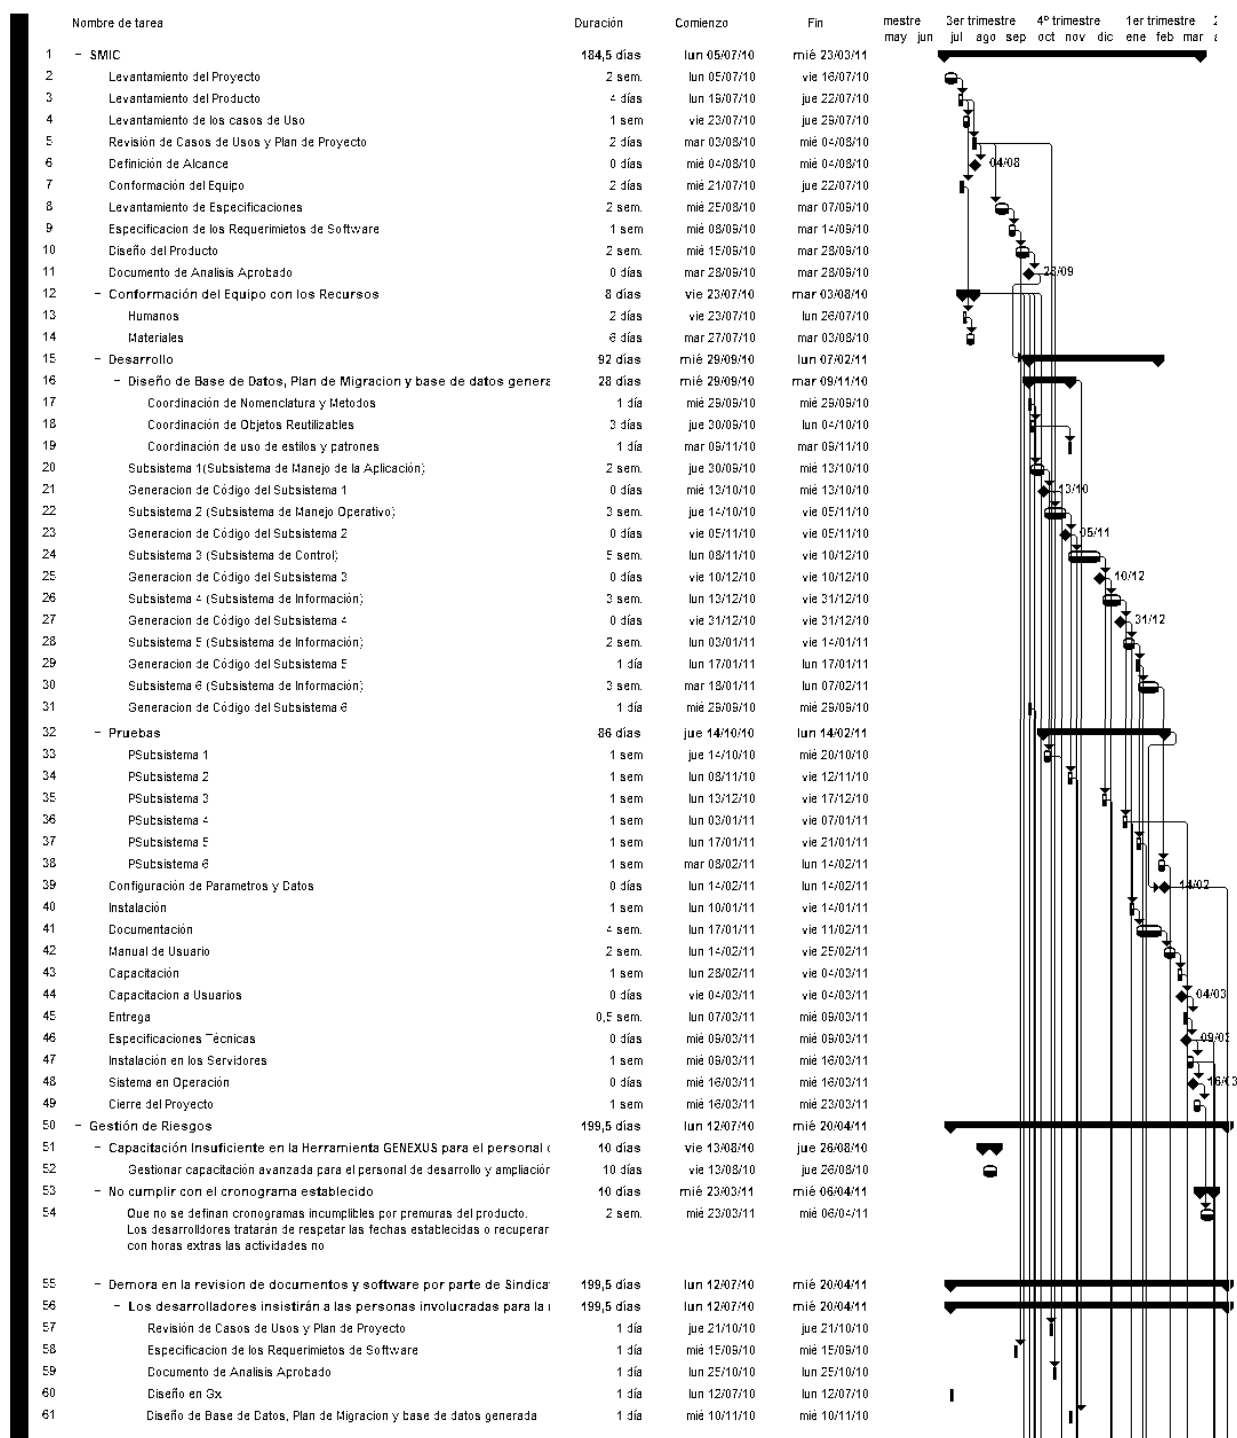 Nombre de tarea Duración Comienzo Fin mestre 3er trimestre 4º trimestre 1er trimestre 2
may jun jul ago sep oct nov dic ene feb mar a
1 − SMIC 184,5 días lun 05/07/10 mié 23/03/11
2 Levantamiento del Proyecto 2 sem. lun 05/07/10 vie 16/07/10
3 Levantamiento del Producto 4 días lun 19/07/10 jue 22/07/10
4 Levantamiento de los casos de Uso 1 sem vie 23/07/10 jue 29/07/10
5 Revisión de Casos de Usos y Plan de Proyecto 2 días mar 03/08/10 mié 04/08/10
6 Definición de Alcance 0 días mié 04/08/10 mié 04/08/10 04/08
7 Conformación del Equipo 2 días mié 21/07/10 jue 22/07/10
8 Levantamiento de Especificaciones 2 sem. mié 25/08/10 mar 07/09/10
9 Especificacion de los Requerimietos de Software 1 sem mié 08/09/10 mar 14/09/10
10 Diseño del Producto 2 sem. mié 15/09/10 mar 28/09/10
11 Documento de Analisis Aprobado 0 días mar 28/09/10 mar 28/09/10 28/09
12 − Conformación del Equipo con los Recursos 8 días vie 23/07/10 mar 03/08/10
13 Humanos 2 días vie 23/07/10 lun 26/07/10
14 Materiales 6 días mar 27/07/10 mar 03/08/10
15 − Desarrollo 92 días mié 29/09/10 lun 07/02/11
16 − Diseño de Base de Datos, Plan de Migracion y base de datos genera 28 días mié 29/09/10 mar 09/11/10
17 Coordinación de Nomenclatura y Metodos 1 día mié 29/09/10 mié 29/09/10
18 Coordinación de Objetos Reutilizables 3 días jue 30/09/10 lun 04/10/10
19 Coordinación de uso de estilos y patrones 1 día mar 09/11/10 mar 09/11/10
20 Subsistema 1(Subsistema de Manejo de la Aplicación) 2 sem. jue 30/09/10 mié 13/10/10
21 Generacion de Código del Subsistema 1 0 días mié 13/10/10 mié 13/10/10 13/10
22 Subsistema 2 (Subsistema de Manejo Operativo) 3 sem. jue 14/10/10 vie 05/11/10
23 Generacion de Código del Subsistema 2 0 días vie 05/11/10 vie 05/11/10 05/11
24 Subsistema 3 (Subsistema de Control) 5 sem. lun 08/11/10 vie 10/12/10
25 Generacion de Código del Subsistema 3 0 días vie 10/12/10 vie 10/12/10 10/12
26 Subsistema 4 (Subsistema de Información) 3 sem. lun 13/12/10 vie 31/12/10
27 Generacion de Código del Subsistema 4 0 días vie 31/12/10 vie 31/12/10 31/12
28 Subsistema 5 (Subsistema de Información) 2 sem. lun 03/01/11 vie 14/01/11
29 Generacion de Código del Subsistema 5 1 día lun 17/01/11 lun 17/01/11
30 Subsistema 6 (Subsistema de Información) 3 sem. mar 18/01/11 lun 07/02/11
31 Generacion de Código del Subsistema 6 1 día mié 29/09/10 mié 29/09/10
32 − Pruebas 86 días jue 14/10/10 lun 14/02/11
33 PSubsistema 1 1 sem jue 14/10/10 mié 20/10/10
34 PSubsistema 2 1 sem lun 08/11/10 vie 12/11/10
35 PSubsistema 3 1 sem lun 13/12/10 vie 17/12/10
36 PSubsistema 4 1 sem lun 03/01/11 vie 07/01/11
37 PSubsistema 5 1 sem lun 17/01/11 vie 21/01/11
38 PSubsistema 6 1 sem mar 08/02/11 lun 14/02/11
39 Configuración de Parametros y Datos 0 días lun 14/02/11 lun 14/02/11 14/02
40 Instalación 1 sem lun 10/01/11 vie 14/01/11
41 Documentación 4 sem. lun 17/01/11 vie 11/02/11
42 Manual de Usuario 2 sem. lun 14/02/11 vie 25/02/11
43 Capacitación 1 sem lun 28/02/11 vie 04/03/11
44 Capacitacion a Usuarios 0 días vie 04/03/11 vie 04/03/11 04/03
45 Entrega 0,5 sem. lun 07/03/11 mié 09/03/11
46 Especificaciones Técnicas 0 días mié 09/03/11 mié 09/03/11 09/03
47 Instalación en los Servidores 1 sem mié 09/03/11 mié 16/03/11
48 Sistema en Operación 0 días mié 16/03/11 mié 16/03/11 16/03
49 Cierre del Proyecto 1 sem mié 16/03/11 mié 23/03/11
50 − Gestión de Riesgos 199,5 días lun 12/07/10 mié 20/04/11
51 − Capacitación Insuficiente en la Herramienta GENEXUS para el personal 10 días vie 13/08/10 jue 26/08/10
52 Gestionar capacitación avanzada para el personal de desarrollo y ampliación 10 días vie 13/08/10 jue 26/08/10
53 − No cumplir con el cronograma establecido 10 días mié 23/03/11 mié 06/04/11
54 Que no se definan cronogramas incumplibles por premuras del producto. 2 sem. mié 23/03/11 mié 06/04/11
Los desarrolldores tratarán de respetar las fechas establecidas o recuperar
con horas extras las actividades no
55 − Demora en la revision de documentos y software por parte de Sindica 199,5 días lun 12/07/10 mié 20/04/11
56 − Los desarrolladores insistirán a las personas involucradas para la 199,5 días lun 12/07/10 mié 20/04/11
57 Revisión de Casos de Usos y Plan de Proyecto 1 día jue 21/10/10 jue 21/10/10
58 Especificacion de los Requerimietos de Software 1 día mié 15/09/10 mié 15/09/10
59 Documento de Analisis Aprobado 1 día lun 25/10/10 lun 25/10/10
60 Diseño en Gx 1 día lun 12/07/10 lun 12/07/10
61 Diseño de Base de Datos, Plan de Migracion y base de datos generada 1 día mié 10/11/10 mié 10/11/10